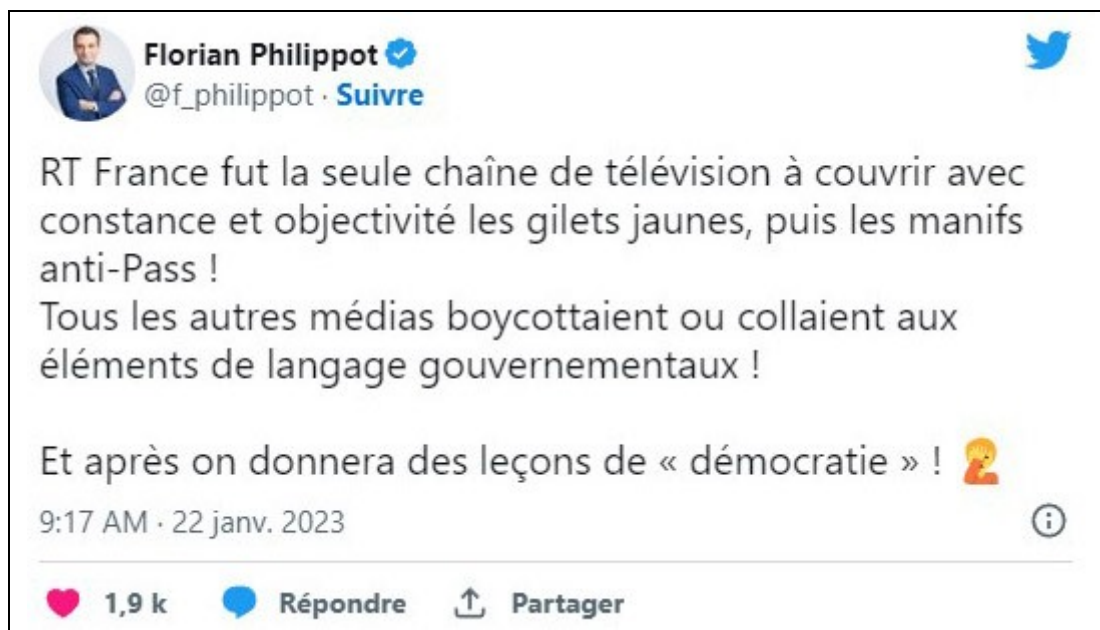 Florian Philippot
@f_philippot · Suivre
RT France fut la seule chaîne de télévision à couvrir avec
constance et objectivité les gilets jaunes, puis les manifs
anti-Pass !
Tous les autres médias boycottaient ou collaient aux
éléments de langage gouvernementaux !
Et après on donnera des leçons de « démocratie » ! 🤦
9:17 AM · 22 janv. 2023
1,9 k Répondre Partager